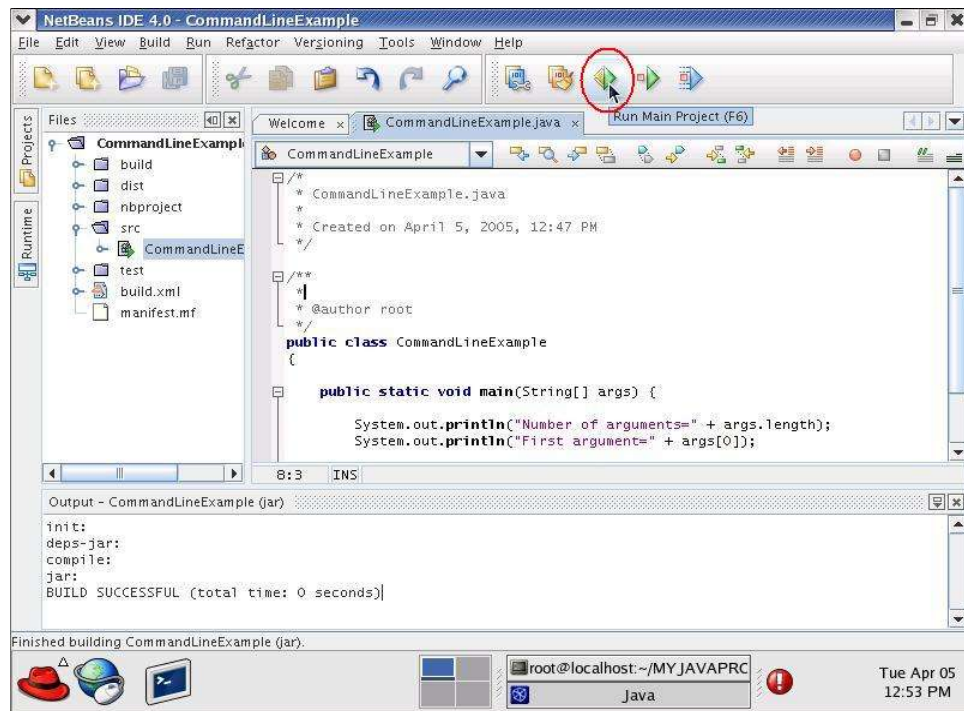 NetBeans IDE 4.0 - CommandLineExample
File Edit View Build Run Refactor Versioning Tools Window Help
Run Main Project (F6)
Projects
Runtime
Files
CommandLineExampl
build
dist
nbproject
src
CommandLineE
test
build.xml
manifest.mf
Welcome x CommandLineExample.java x
CommandLineExample
/*
* CommandLineExample.java
*
* Created on April 5, 2005, 12:47 PM
*/
/**
*
* @author root
*/
public class CommandLineExample
{
public static void main(String[] args) {
System.out.println("Number of arguments=" + args.length);
System.out.println("First argument=" + args[0]);
8:3 INS
Output - CommandLineExample (jar)
init:
deps-jar:
compile:
jar:
BUILD SUCCESSFUL (total time: 0 seconds)
Finished building CommandLineExample (jar).
root@localhost:~/MYJAVAPRC
Java
Tue Apr 05
12:53 PM